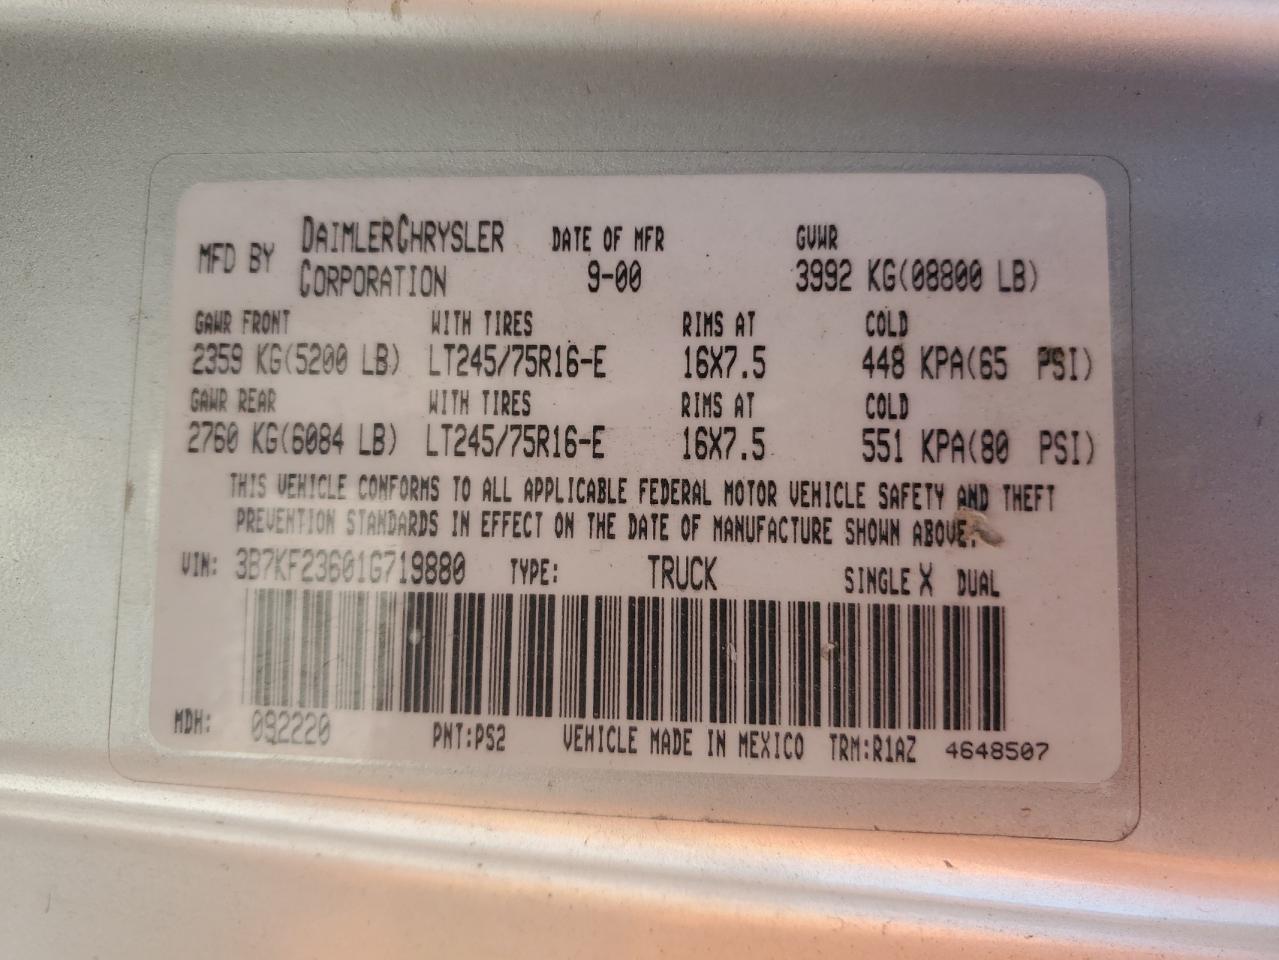 MFD BY DAIMLERCHRYSLER CORPORATION DATE OF MFR 9-00 GVWR 3992 KG(08800 LB)
GAWR FRONT WITH TIRES RIMS AT COLD
2359 KG(5200 LB) LT245/75R16-E 16X7.5 448 KPA(65 PSI)
GAWR REAR WITH TIRES RIMS AT COLD
2760 KG(6084 LB) LT245/75R16-E 16X7.5 551 KPA(80 PSI)
THIS VEHICLE CONFORMS TO ALL APPLICABLE FEDERAL MOTOR VEHICLE SAFETY AND THEFT
PREVENTION STANDARDS IN EFFECT ON THE DATE OF MANUFACTURE SHOWN ABOVE.
VIN: 3B7KF23601G719880 TYPE: TRUCK SINGLE X DUAL
MDH: 092220 PNT:PS2 VEHICLE MADE IN MEXICO TRM:R1AZ 4648507